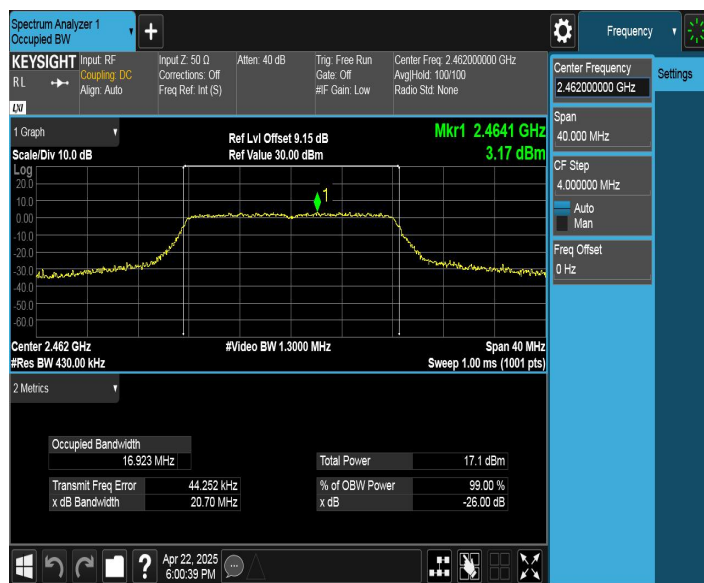 Spectrum Analyzer 1
Occupied BW
+
Frequency
KEYSIGHT
RL
LXI
Input: RF
Coupling: DC
Align: Auto
Input Z: 50 Ω
Corrections: Off
Freq Ref: Int (S)
Atten: 40 dB
Trig: Free Run
Gate: Off
#IF Gain: Low
Center Freq: 2.462000000 GHz
Avg|Hold: 100/100
Radio Std: None
Center Frequency
2.462000000 GHz
Settings
Span
40.000 MHz
CF Step
4.000000 MHz
Auto
Man
Freq Offset
0 Hz
1 Graph
Scale/Div 10.0 dB
Ref Lvl Offset 9.15 dB
Ref Value 30.00 dBm
Mkr1 2.4641 GHz
3.17 dBm
Log
20.0
10.0
0.00
-10.0
-20.0
-30.0
-40.0
-50.0
-60.0
1
Center 2.462 GHz
#Res BW 430.00 kHz
#Video BW 1.3000 MHz
Span 40 MHz
Sweep 1.00 ms (1001 pts)
2 Metrics
Occupied Bandwidth
16.923 MHz
Transmit Freq Error 44.252 kHz
x dB Bandwidth 20.70 MHz
Total Power 17.1 dBm
% of OBW Power 99.00 %
x dB -26.00 dB
?
Apr 22, 2025
6:00:39 PM